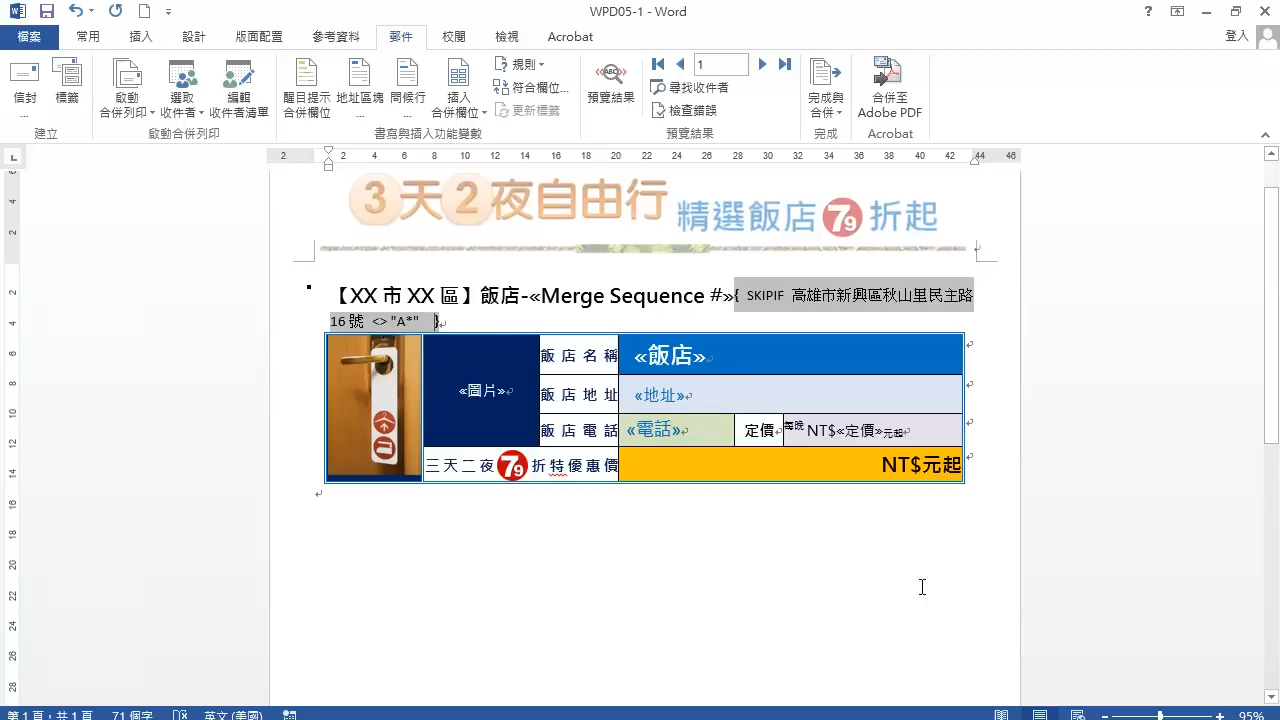 WPD05-1 - Word
檔案 常用 插入 設計 版面配置 參考資料 郵件 校閱 檢視 Acrobat 登入
信封... 標籤 啟動合併列印 選取收件者 編輯收件者清單 醒目提示合併欄位 地址區塊... 問候行... 插入合併欄位 規則 符合欄位... 更新標籤 預覽結果 1 尋找收件者 檢查錯誤 完成與合併 合併至 Adobe PDF
建立 啟動合併列印 書寫與插入功能變數 預覽結果 完成 Acrobat
2 2 4 6 8 10 12 14 16 18 20 22 24 26 28 30 32 34 36 38 40 42 44 46
3天2夜自由行 精選飯店79折起
【XX 市 XX 區】飯店-«Merge Sequence #»{ SKIPIF 高雄市新興區秋山里民主路
16 號 <> "A*" }
«圖片» 飯店名稱 «飯店»
飯店地址 «地址»
飯店電話 «電話» 定價 每晚 NT$«定價»元起
三天二夜79折特優惠價 NT$元起
第 1 頁，共 1 頁 71 個字 英文 (美國) 95%